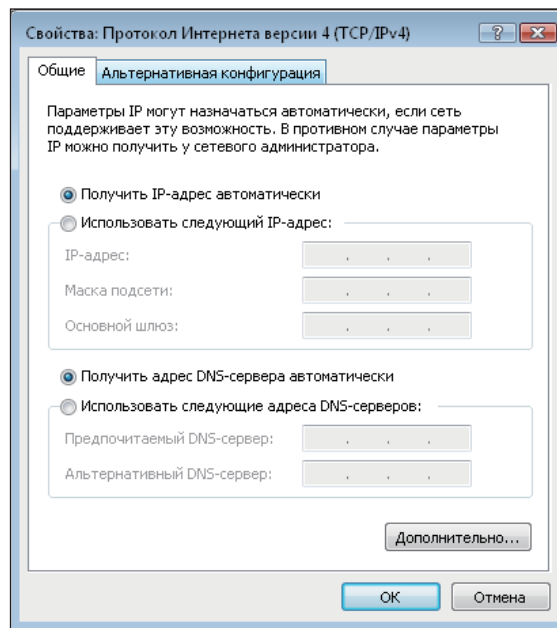 Свойства: Протокол Интернета версии 4 (TCP/IPv4)
Общие
Альтернативная конфигурация
Параметры IP могут назначаться автоматически, если сеть
поддерживает эту возможность. В противном случае параметры
IP можно получить у сетевого администратора.
Получить IP-адрес автоматически
Использовать следующий IP-адрес:
IP-адрес:
Маска подсети:
Основной шлюз:
Получить адрес DNS-сервера автоматически
Использовать следующие адреса DNS-серверов:
Предпочитаемый DNS-сервер:
Альтернативный DNS-сервер:
Дополнительно...
ОК
Отмена